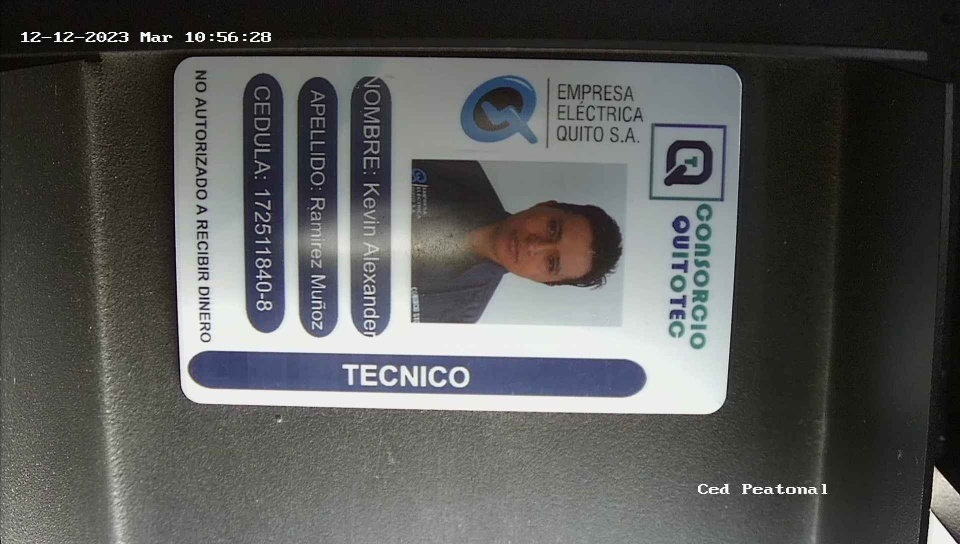 12-12-2023 Mar 10:56:28
EMPRESA
ELÉCTRICA
QUITO S.A.
CONSORCIO
QUITOTEC
NOMBRE: Kevin Alexander
APELLIDO: Ramirez Muñoz
CEDULA: 172511840-8
NO AUTORIZADO A RECIBIR DINERO
TECNICO
Ced Peatonal